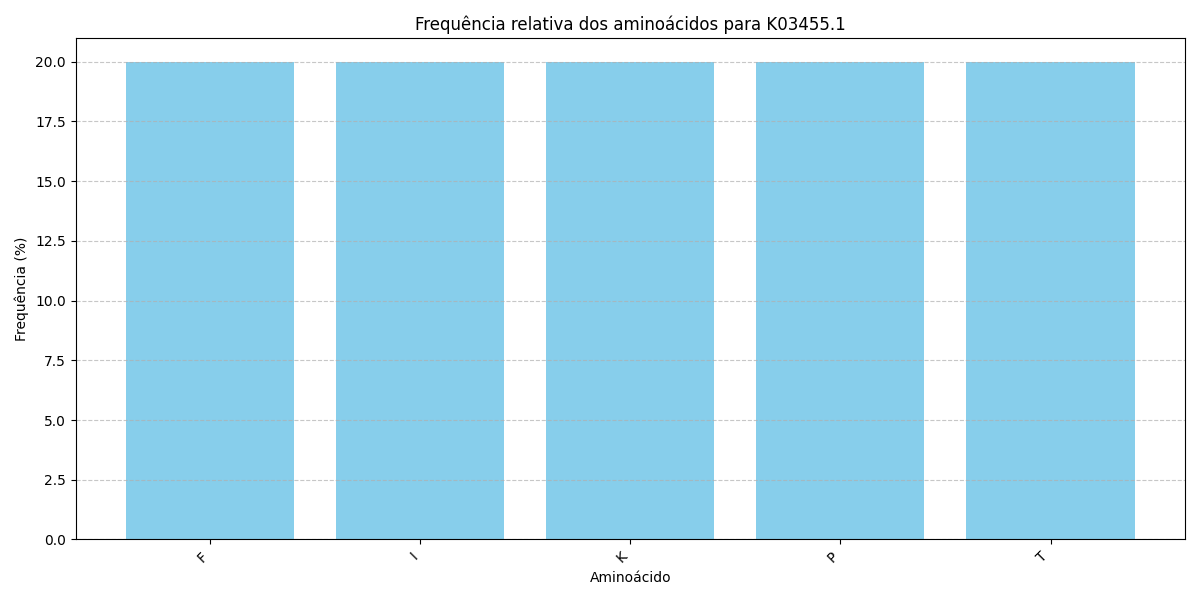 Frequência relativa dos aminoácidos para K03455.1
20.0
17.5
15.0
12.5
10.0
7.5
5.0
2.5
0.0
Frequência (%)
F
I
K
P
T
Aminoácido